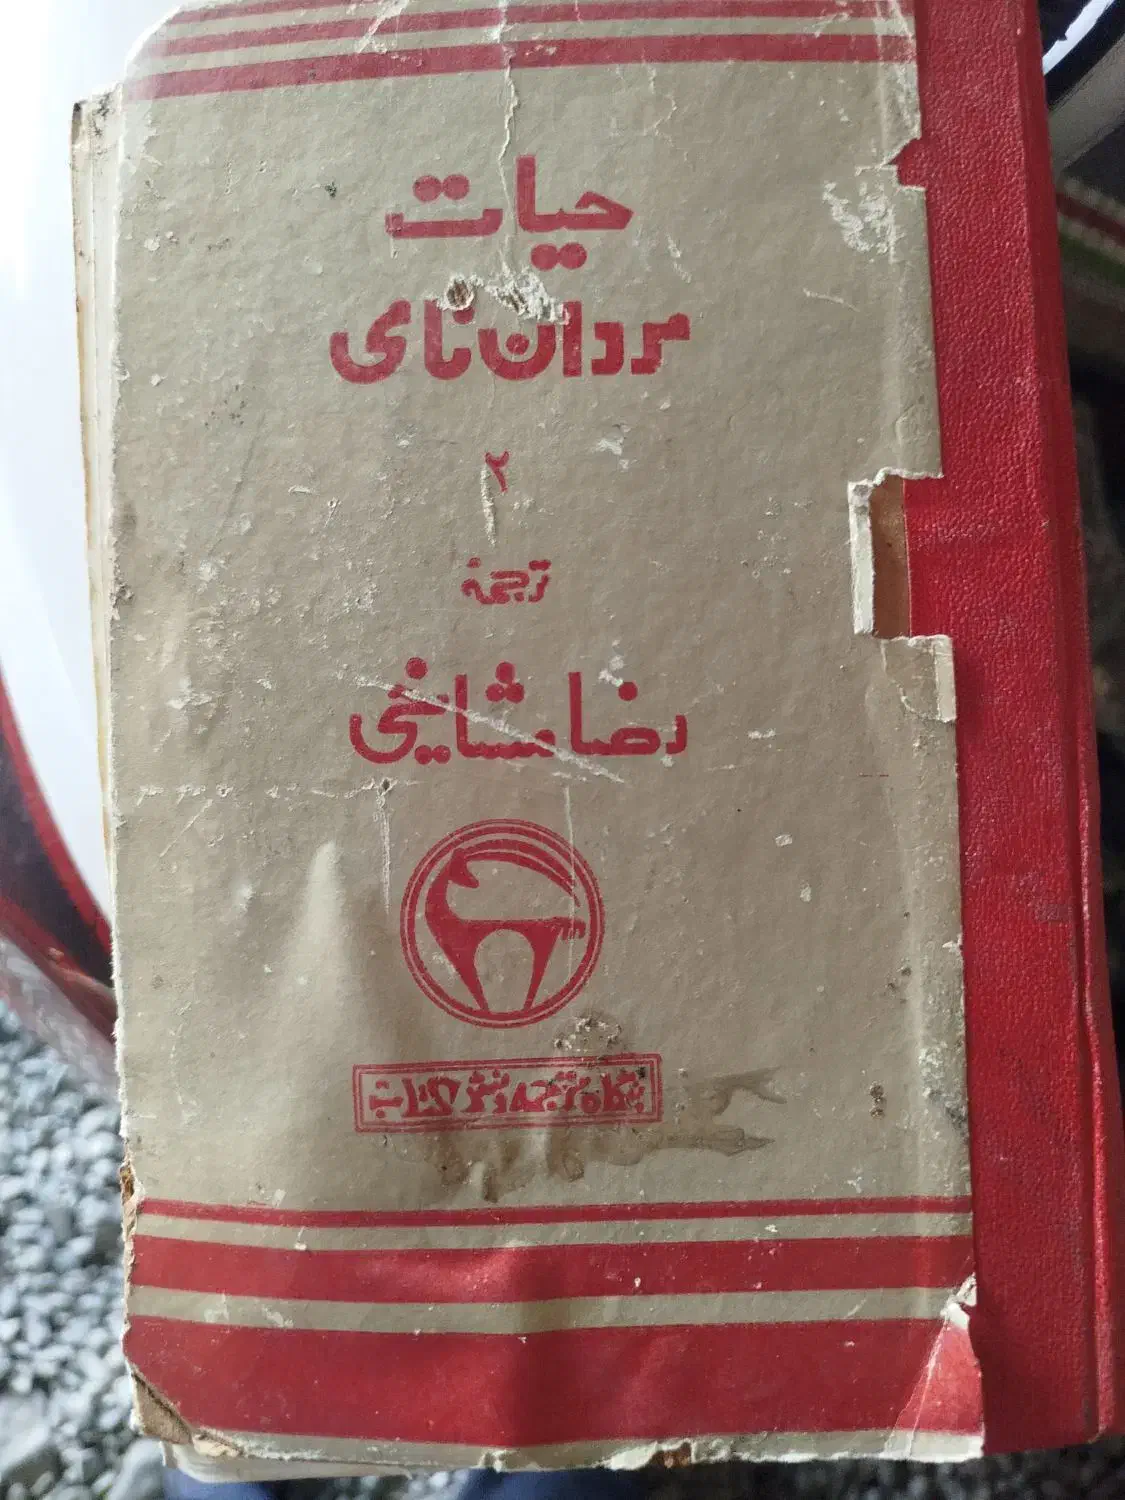 حیات
مردان نامی
۲
ترجمهٔ
رضا مشایخی
بنگاه ترجمه و نشر کتاب